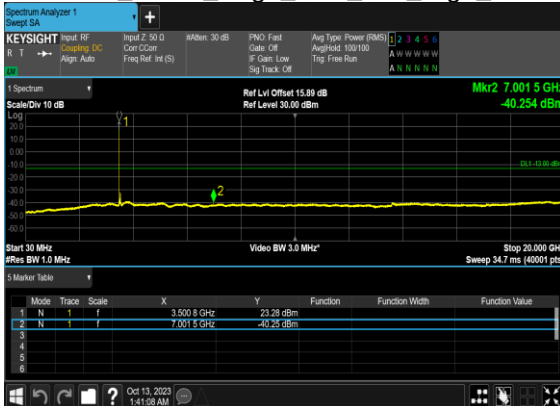 Spectrum Analyzer 1
Swept SA
+
KEYSIGHT Input: RF Input Z: 50 Ω #Atten: 30 dB PNO: Fast Avg Type: Power (RMS) 1 2 3 4 5 6
R T Coupling: DC Corr CCorr Gate: Off Avg|Hold: 100/100 A W W W W W
Align: Auto Freq Ref: Int (S) IF Gain: Low Trig: Free Run
LXI Sig Track: Off A N N N N N
1 Spectrum Ref Lvl Offset 15.89 dB Mkr2 7.001 5 GHz
Scale/Div 10 dB Ref Level 30.00 dBm -40.254 dBm
Log
20.0
10.0
0.00
-10.0
-20.0
-30.0
-40.0
-50.0
-60.0
1
2
DL1 -13.00 dBm
Start 30 MHz Video BW 3.0 MHz* Stop 20.000 GHz
#Res BW 1.0 MHz Sweep 34.7 ms (40001 pts)
5 Marker Table
Mode Trace Scale X Y Function Function Width Function Value
1 N 1 f 3.500 8 GHz 23.28 dBm
2 N 1 f 7.001 5 GHz -40.25 dBm
3
4
5
6
? Oct 13, 2023
1:41:08 AM